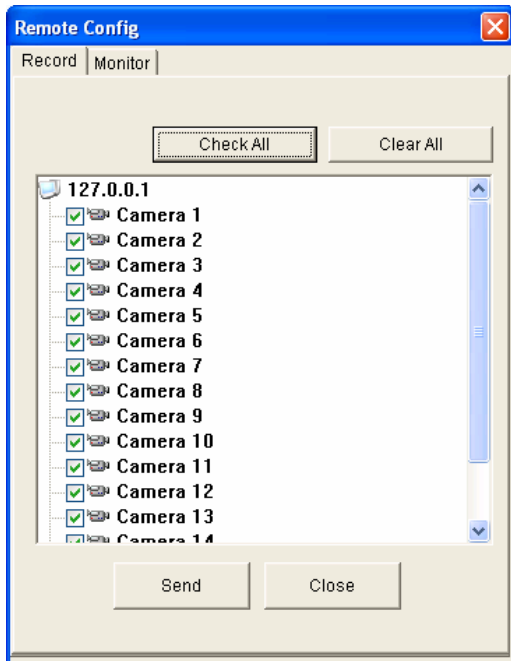 Remote Config
Record Monitor
Check All Clear All
127.0.0.1
Camera 1
Camera 2
Camera 3
Camera 4
Camera 5
Camera 6
Camera 7
Camera 8
Camera 9
Camera 10
Camera 11
Camera 12
Camera 13
Camera 14
Send Close